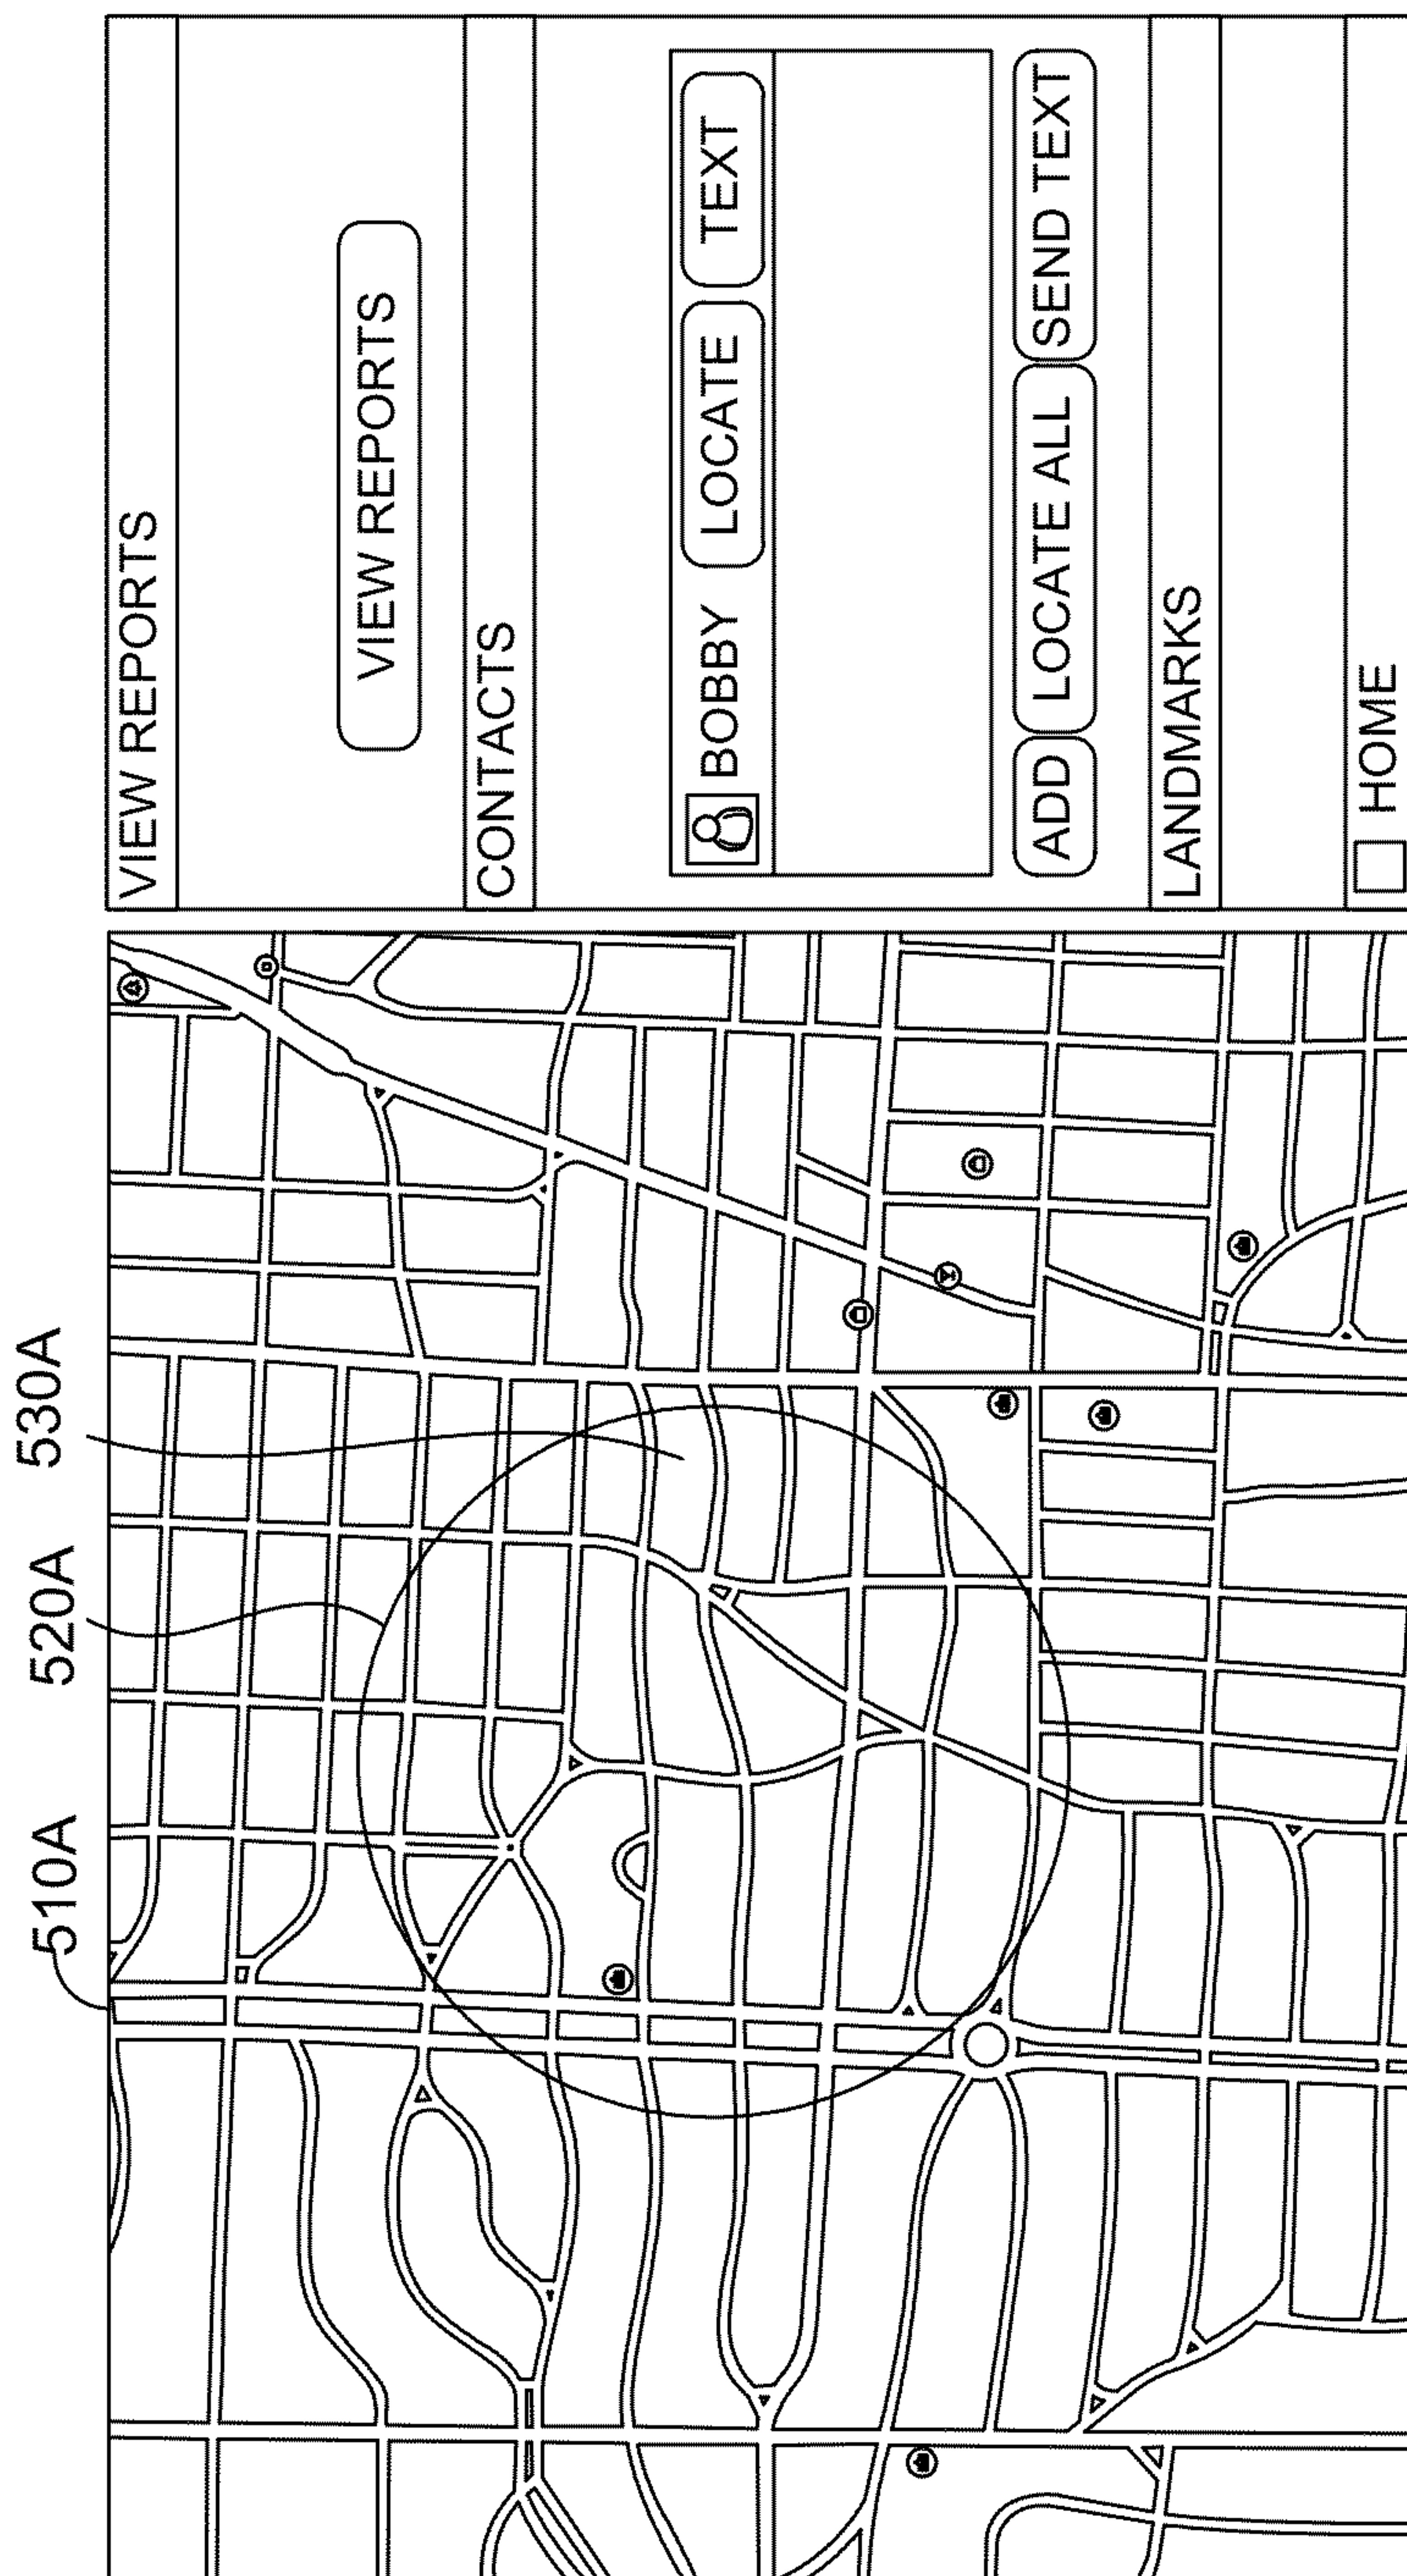 510A
520A
530A
VIEW REPORTS
VIEW REPORTS
CONTACTS
BOBBY LOCATE TEXT
ADD LOCATE ALL SEND TEXT
LANDMARKS
HOME